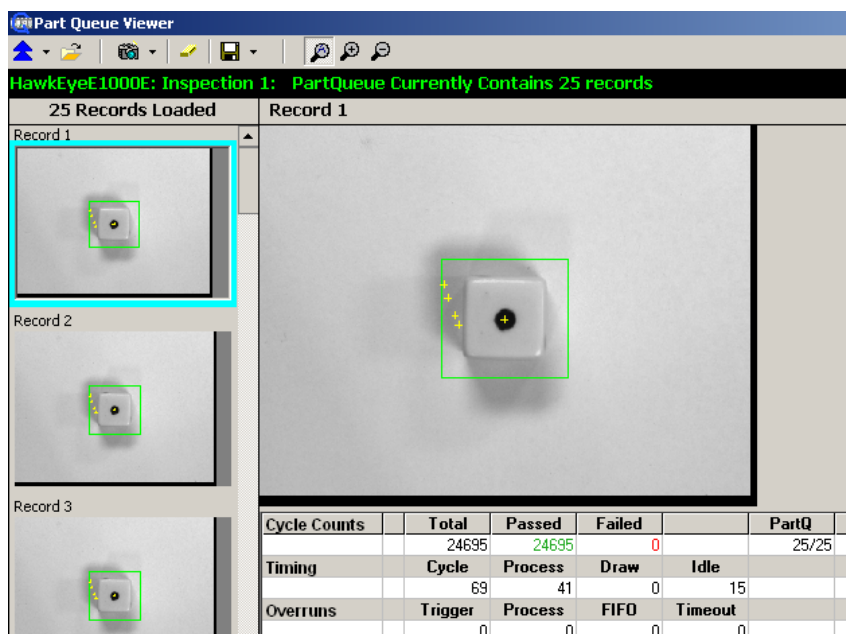 Part Queue Viewer
HawkEyeE1000E: Inspection 1: PartQueue Currently Contains 25 records
25 Records Loaded
Record 1
Record 1
Record 2
Record 3
Cycle Counts Total Passed Failed PartQ
24695 24695 0 25/25
Timing Cycle Process Draw Idle
69 41 0 15
Overruns Trigger Process FIFO Timeout
0 0 0 0